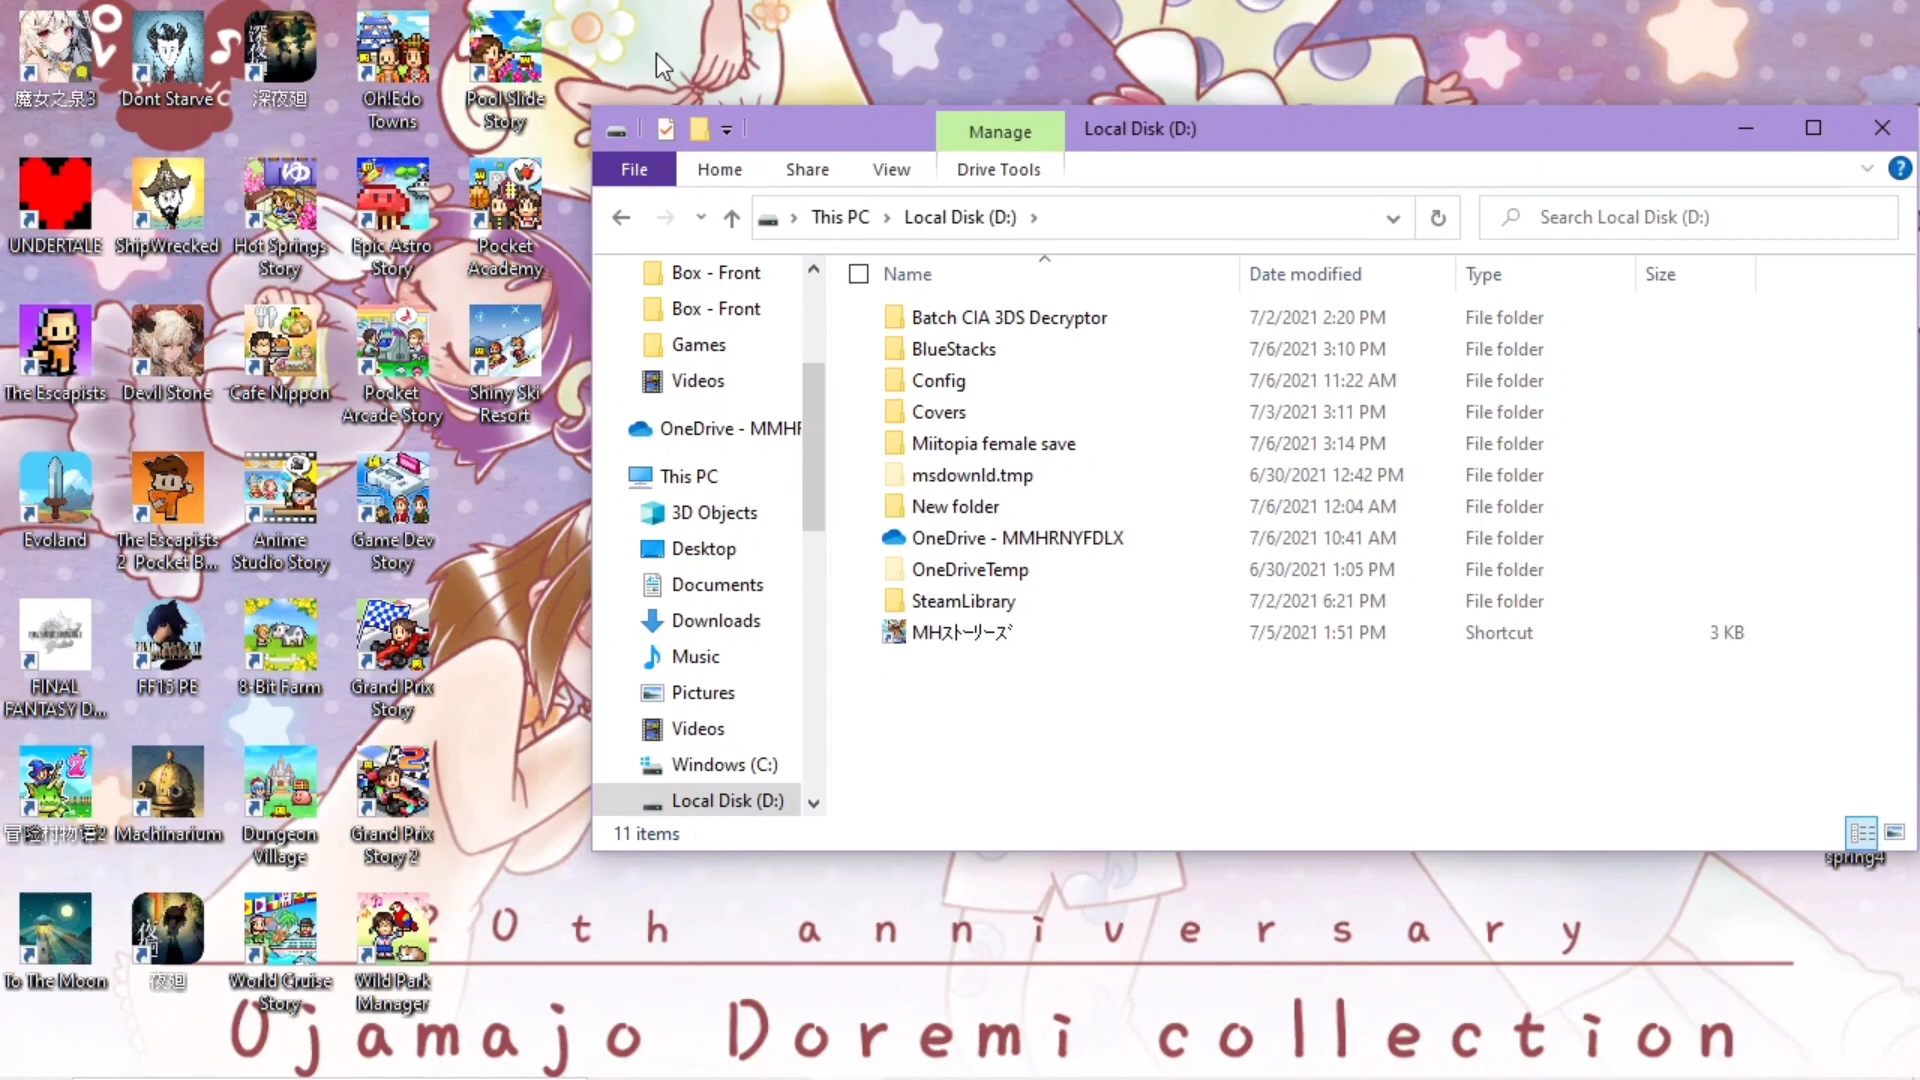 魔女之泉3
Dont Starve
深夜廻
Oh!Edo
Towns
Pool Slide
Story
UNDERTALE
ShipWrecked
Hot Springs
Story
Epic Astro
Story
Pocket
Academy
The Escapists
Devil Stone
Cafe Nippon
Pocket
Arcade Story
Shiny Ski
Resort
Evoland
The Escapists
2 Pocket B...
Anime
Studio Story
Game Dev
Story
FINAL
FANTASY D...
FF15 PE
8-Bit Farm
Grand Prix
Story
冒险村物语2
Machinarium
Dungeon
Village
Grand Prix
Story 2
To The Moon
夜廻
World Cruise
Story
Wild Park
Manager
Manage
Local Disk (D:)
File
Home
Share
View
Drive Tools
This PC
Local Disk (D:)
Search Local Disk (D:)
Box - Front
Box - Front
Games
Videos
OneDrive - MMHR
This PC
3D Objects
Desktop
Documents
Downloads
Music
Pictures
Videos
Windows (C:)
Local Disk (D:)
Name Date modified Type Size
Batch CIA 3DS Decryptor 7/2/2021 2:20 PM File folder
BlueStacks 7/6/2021 3:10 PM File folder
Config 7/6/2021 11:22 AM File folder
Covers 7/3/2021 3:11 PM File folder
Miitopia female save 7/6/2021 3:14 PM File folder
msdownld.tmp 6/30/2021 12:42 PM File folder
New folder 7/6/2021 12:04 AM File folder
OneDrive - MMHRNYFDLX 7/6/2021 10:41 AM File folder
OneDriveTemp 6/30/2021 1:05 PM File folder
SteamLibrary 7/2/2021 6:21 PM File folder
MHｽﾄｰﾘｰｽﾞ 7/5/2021 1:51 PM Shortcut 3 KB
11 items
spring4
20th anniversary
Ojamajo Doremi collection